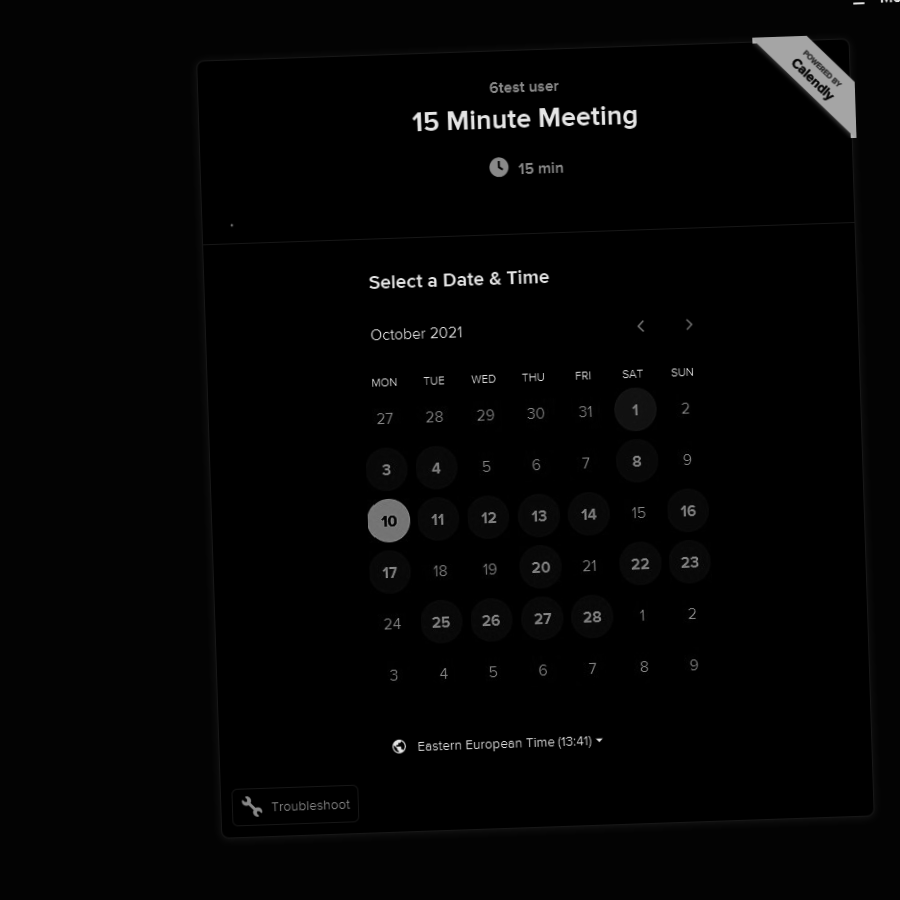 POWERED BY
Calendly
6test user
15 Minute Meeting
15 min
Select a Date & Time
October 2021
MON TUE WED THU FRI SAT SUN
27 28 29 30 31 1 2
3 4 5 6 7 8 9
10 11 12 13 14 15 16
17 18 19 20 21 22 23
24 25 26 27 28 1 2
3 4 5 6 7 8 9
Eastern European Time (13:41)
Troubleshoot